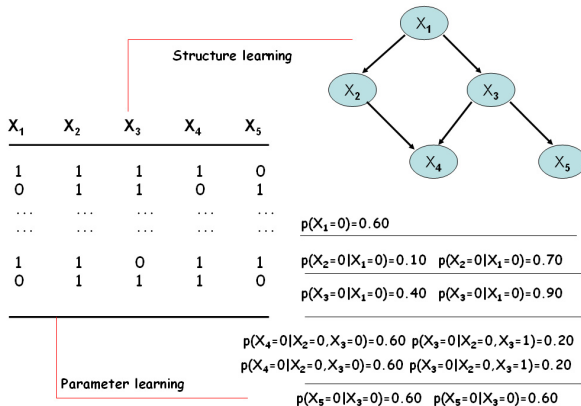 X₁
Structure learning
X₂ X₃
X₁ X₂ X₃ X₄ X₅
X₄ X₅
1 1 1 1 0
0 1 1 0 1
... ... ... ... ...
... ... ... ... ...
1 1 0 1 1
0 1 1 1 0
p(X₁=0)=0.60
p(X₂=0|X₁=0)=0.10 p(X₂=0|X₁=0)=0.70
p(X₃=0|X₁=0)=0.40 p(X₃=0|X₁=0)=0.90
p(X₄=0|X₂=0,X₃=0)=0.60 p(X₃=0|X₂=0,X₃=1)=0.20
p(X₄=0|X₂=0,X₃=0)=0.60 p(X₃=0|X₂=0,X₃=1)=0.20
Parameter learning
p(X₅=0|X₃=0)=0.60 p(X₅=0|X₃=0)=0.60